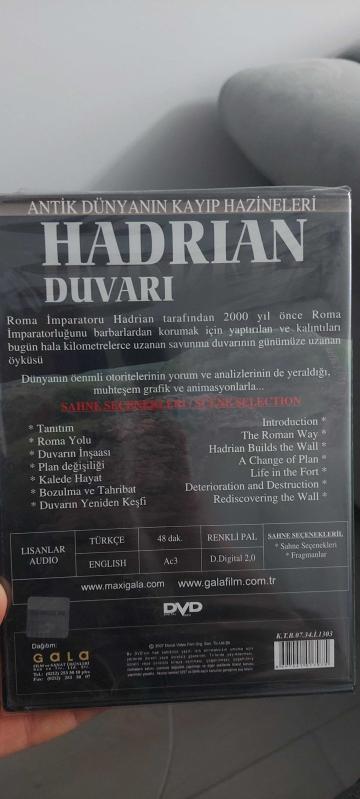 ANTİK DÜNYANIN KAYIP HAZİNELERİ
HADRIAN
DUVARI
Roma İmparatoru Hadrian tarafından 2000 yıl önce Roma
İmparatorluğunu barbarlardan korumak için yaptırılan ve kalıntıları
bugün hala kilometrelerce uzanan savunma duvarının günümüze uzanan
öyküsü
Dünyanın öenmli otoritelerinin yorum ve analizlerinin de yeraldığı,
muhteşem grafik ve animasyonlarla...
SAHNE SEÇENEKLERİ / SCENE SELECTION
* Tanıtım
* Roma Yolu
* Duvarın İnşaası
* Plan değişiliği
* Kalede Hayat
* Bozulma ve Tahribat
* Duvarın Yeniden Keşfi
Introduction *
The Roman Way *
Hadrian Builds the Wall *
A Change of Plan *
Life in the Fort *
Deterioration and Destruction *
Rediscovering the Wall *
LISANLAR
AUDIO
TÜRKÇE
ENGLISH
48 dak.
Ac3
RENKLİ PAL
D.Digital 2.0
SAHNE SEÇENEKLERİL
* Sahne Seçenekleri
* Fragmanlar
www.maxigala.com www.galafilm.com.tr
DVD
Dağıtım:
GALA
K.T.B.07.34.İ.1303